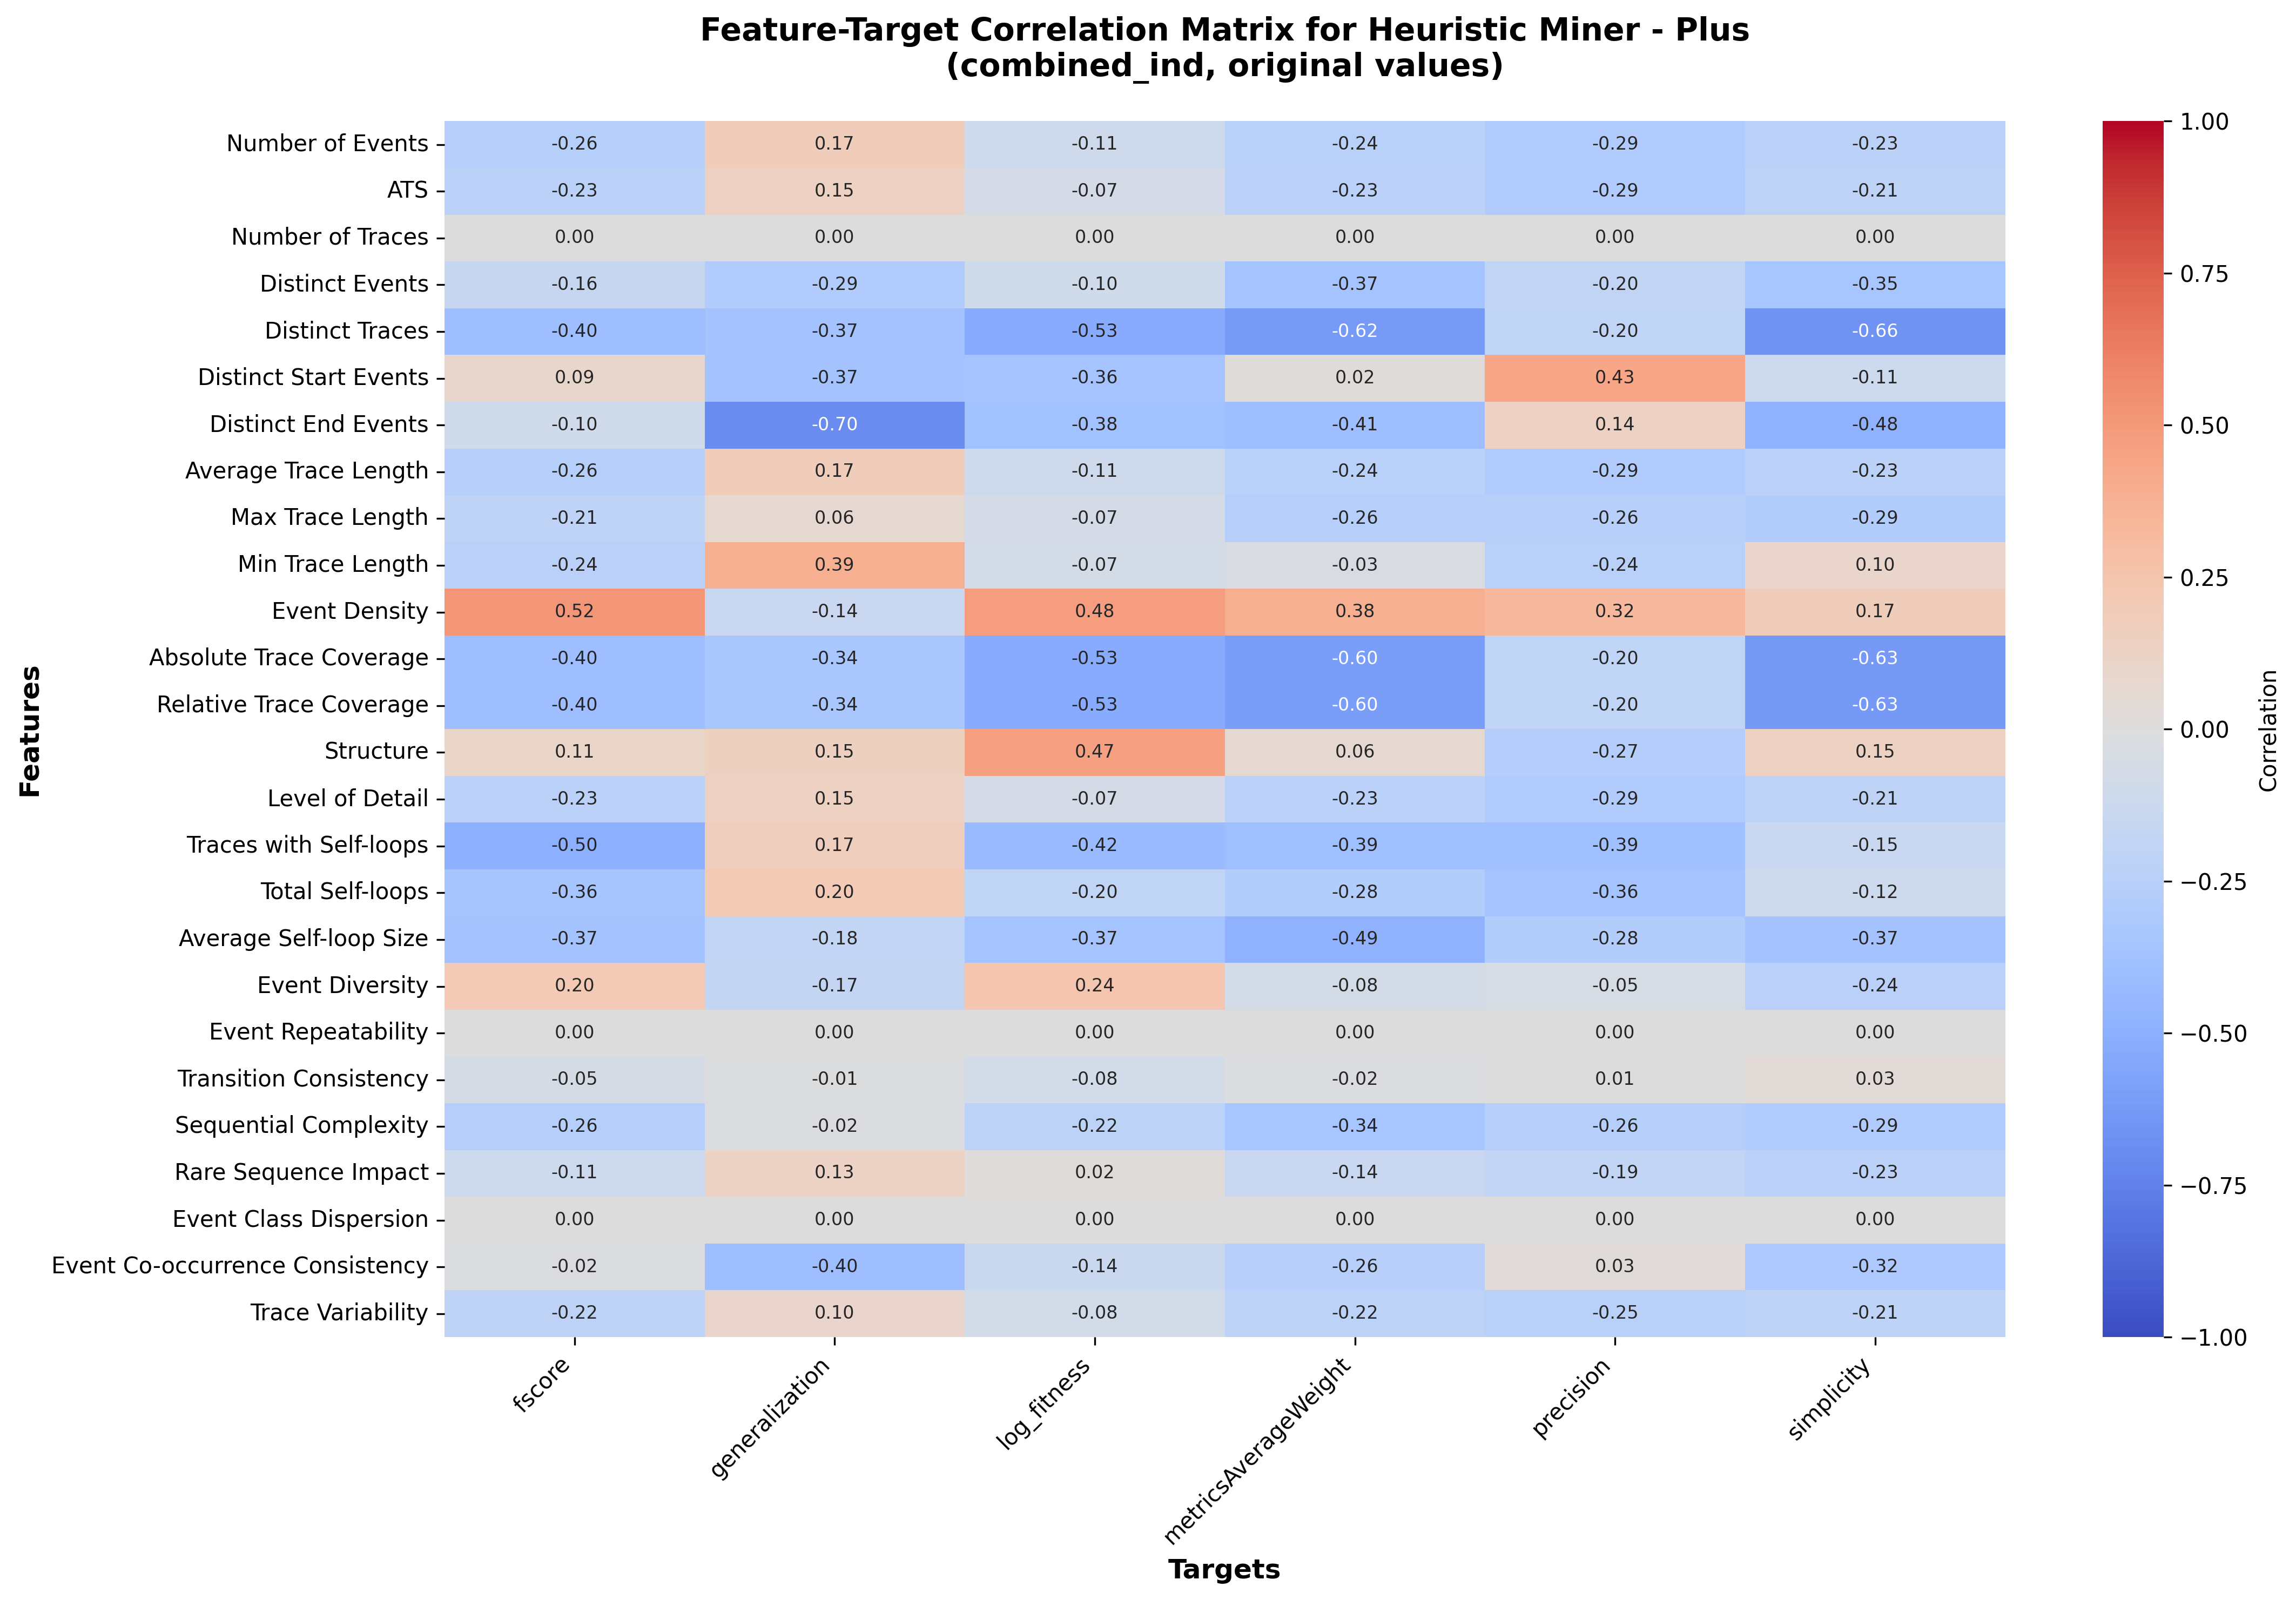 Feature-Target Correlation Matrix for Heuristic Miner - Plus
(combined_ind, original values)
Features
Number of Events -0.26 0.17 -0.11 -0.24 -0.29 -0.23
ATS -0.23 0.15 -0.07 -0.23 -0.29 -0.21
Number of Traces 0.00 0.00 0.00 0.00 0.00 0.00
Distinct Events -0.16 -0.29 -0.10 -0.37 -0.20 -0.35
Distinct Traces -0.40 -0.37 -0.53 -0.62 -0.20 -0.66
Distinct Start Events 0.09 -0.37 -0.36 0.02 0.43 -0.11
Distinct End Events -0.10 -0.70 -0.38 -0.41 0.14 -0.48
Average Trace Length -0.26 0.17 -0.11 -0.24 -0.29 -0.23
Max Trace Length -0.21 0.06 -0.07 -0.26 -0.26 -0.29
Min Trace Length -0.24 0.39 -0.07 -0.03 -0.24 0.10
Event Density 0.52 -0.14 0.48 0.38 0.32 0.17
Absolute Trace Coverage -0.40 -0.34 -0.53 -0.60 -0.20 -0.63
Relative Trace Coverage -0.40 -0.34 -0.53 -0.60 -0.20 -0.63
Structure 0.11 0.15 0.47 0.06 -0.27 0.15
Level of Detail -0.23 0.15 -0.07 -0.23 -0.29 -0.21
Traces with Self-loops -0.50 0.17 -0.42 -0.39 -0.39 -0.15
Total Self-loops -0.36 0.20 -0.20 -0.28 -0.36 -0.12
Average Self-loop Size -0.37 -0.18 -0.37 -0.49 -0.28 -0.37
Event Diversity 0.20 -0.17 0.24 -0.08 -0.05 -0.24
Event Repeatability 0.00 0.00 0.00 0.00 0.00 0.00
Transition Consistency -0.05 -0.01 -0.08 -0.02 0.01 0.03
Sequential Complexity -0.26 -0.02 -0.22 -0.34 -0.26 -0.29
Rare Sequence Impact -0.11 0.13 0.02 -0.14 -0.19 -0.23
Event Class Dispersion 0.00 0.00 0.00 0.00 0.00 0.00
Event Co-occurrence Consistency -0.02 -0.40 -0.14 -0.26 0.03 -0.32
Trace Variability -0.22 0.10 -0.08 -0.22 -0.25 -0.21
fscore generalization log_fitness metricsAverageWeight precision simplicity
Targets
1.00
0.75
0.50
0.25
0.00
−0.25
−0.50
−0.75
−1.00
Correlation